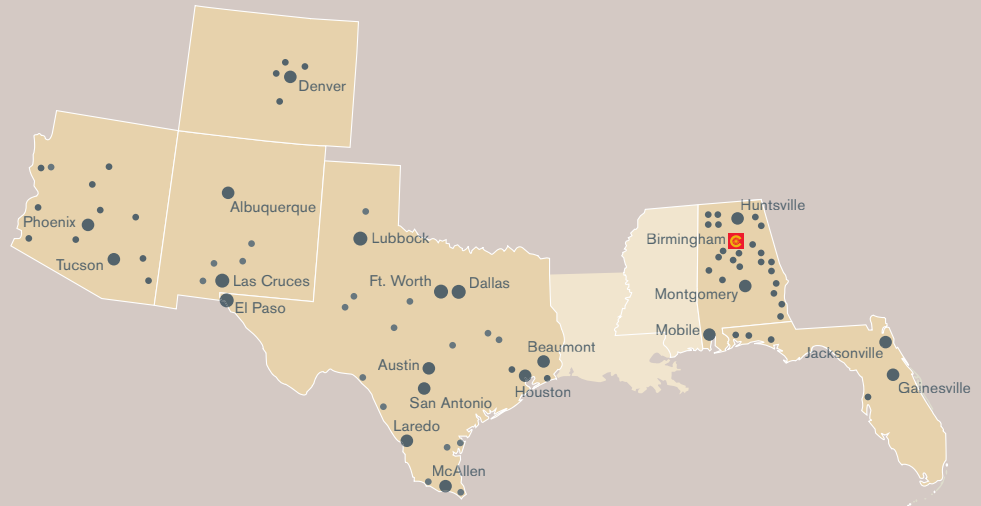 Denver
Albuquerque
Huntsville
Phoenix
Lubbock
Birmingham
Tucson
Las Cruces
Ft. Worth
Dallas
Montgomery
El Paso
Mobile
Beaumont
Jacksonville
Austin
Houston
Gainesville
San Antonio
Laredo
McAllen